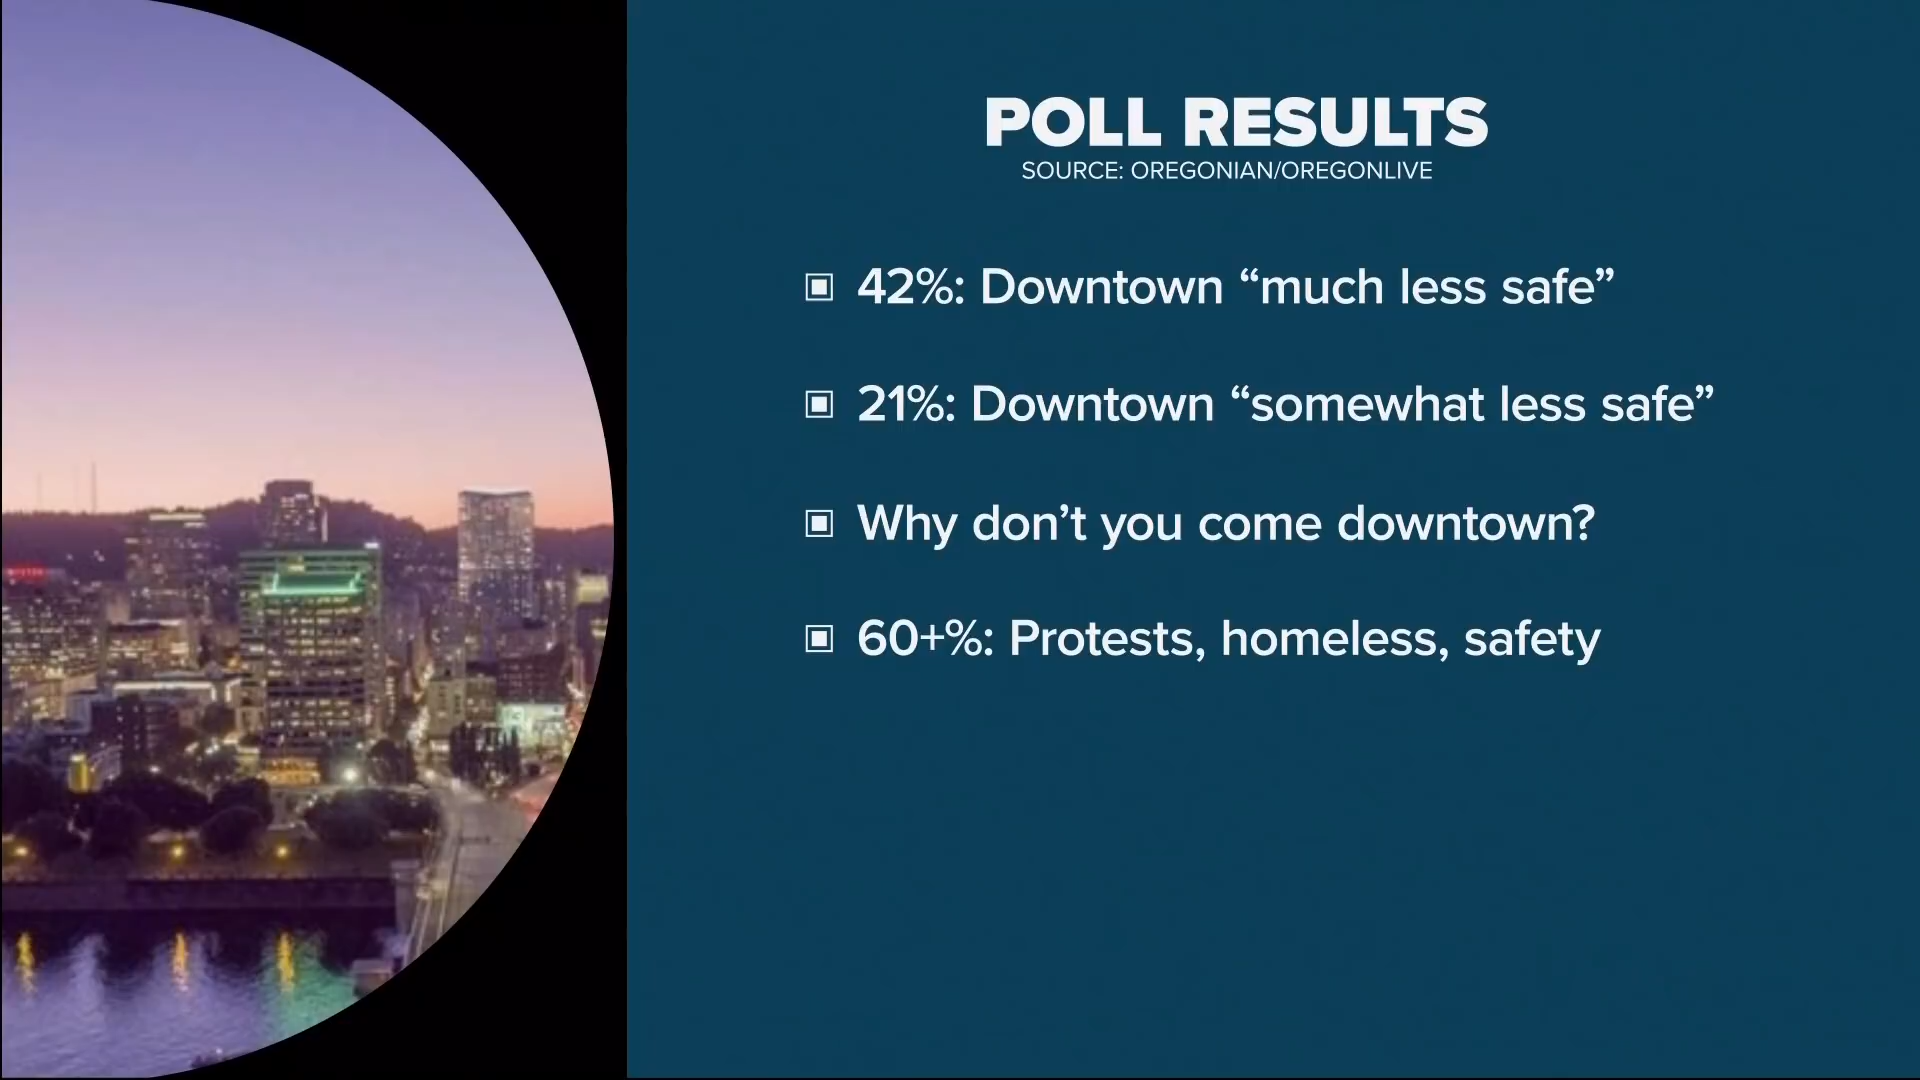 POLL RESULTS
SOURCE: OREGONIAN/OREGONLIVE
42%: Downtown “much less safe”
21%: Downtown “somewhat less safe”
Why don’t you come downtown?
60+%: Protests, homeless, safety